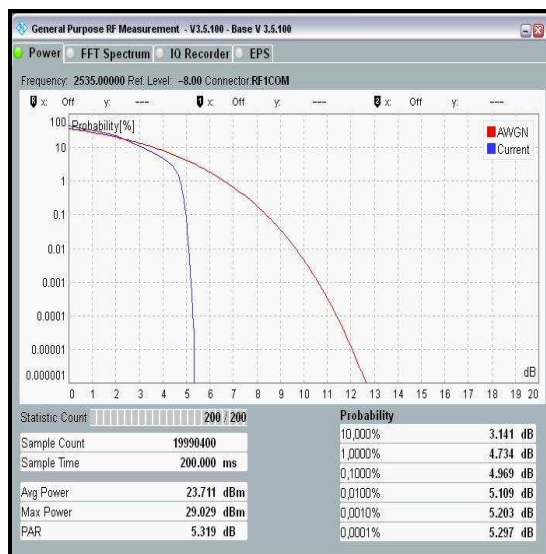 General Purpose RF Measurement - V3.5.100 - Base V 3.5.100
Power FFT Spectrum IQ Recorder EPS
Frequency: 2535.00000 Ref. Level: -8.00 Connector:RF1COM
x: Off y: --- 1 x: Off y: --- 2 x: Off y: ---
Probability[%]
AWGN
Current
100
10
1
0.1
0.01
0.001
0.0001
0.00001
0.000001
dB
0 1 2 3 4 5 6 7 8 9 10 11 12 13 14 15 16 17 18 19 20
Statistic Count 200 / 200
Sample Count 19990400
Sample Time 200.000 ms
Avg Power 23.711 dBm
Max Power 29.029 dBm
PAR 5.319 dB
Probability
10,000% 3.141 dB
1,0000% 4.734 dB
0,1000% 4.969 dB
0,0100% 5.109 dB
0,0010% 5.203 dB
0,0001% 5.297 dB